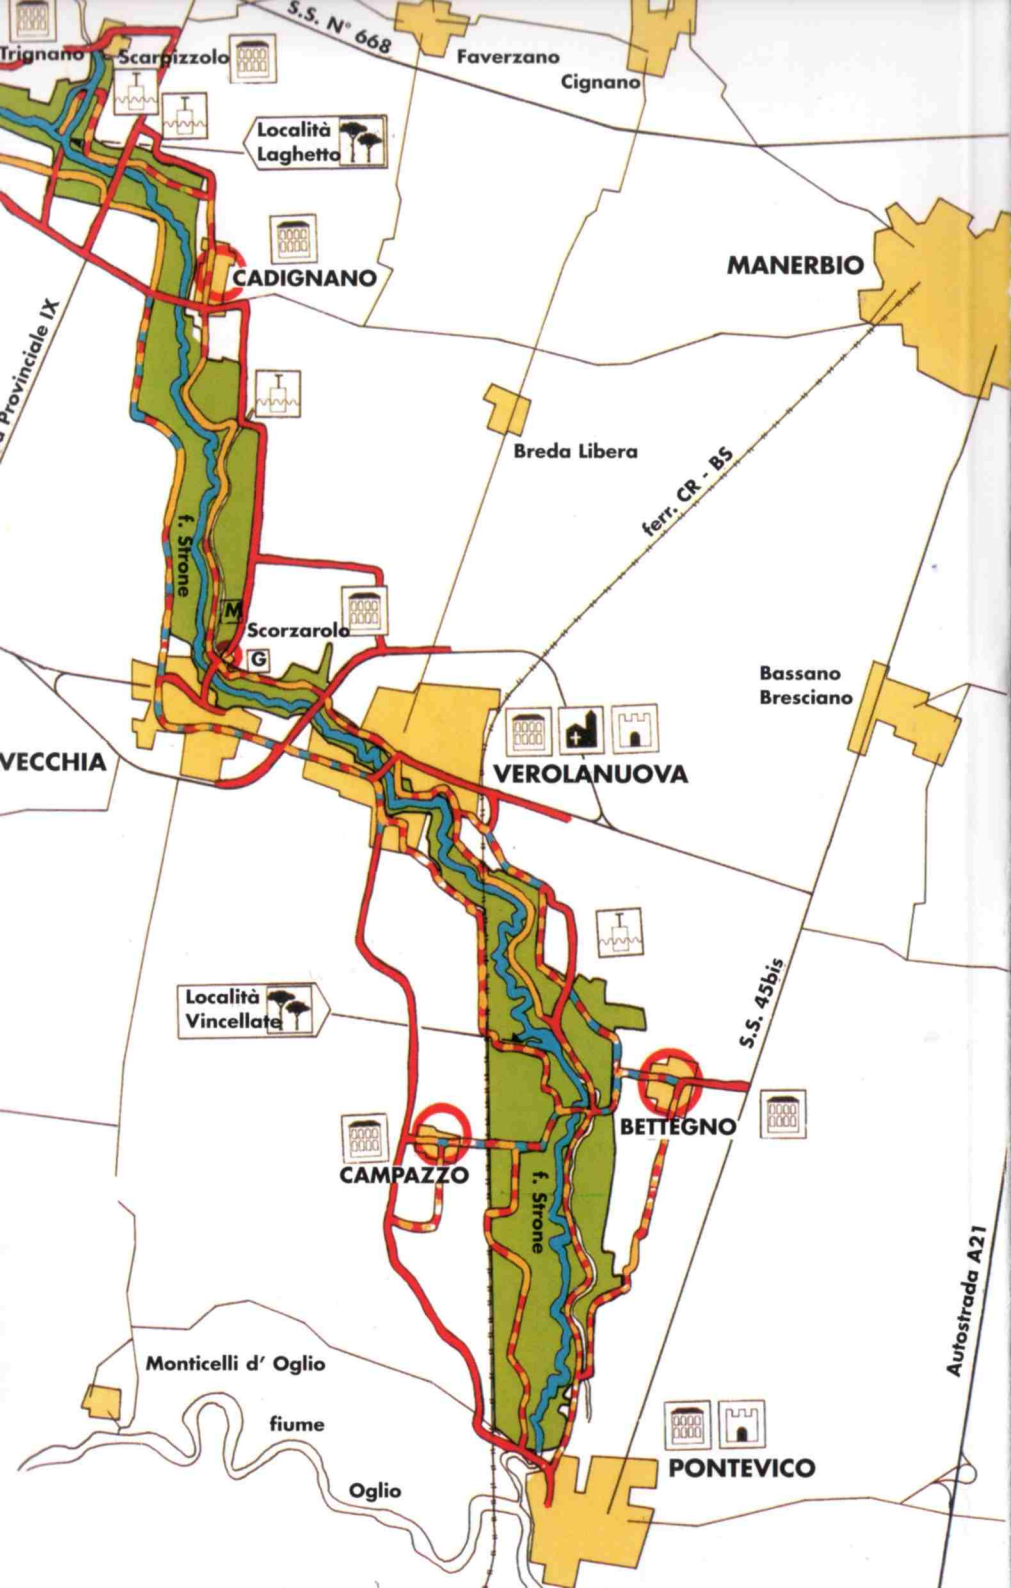 S.S. N° 668
Trignano
Scarpizzolo
Faverzano
Cignano
Località
Laghetto
CADIGNANO
MANERBIO
Provinciale IX
Breda Libera
ferr. CR - BS
f. Strone
M
Scorzarolo
G
Bassano
Bresciano
VECCHIA
VEROLANUOVA
Località
Vincellate
S.S. 45bis
BETTEGNO
CAMPAZZO
f. Strone
Autostrada A21
Monticelli d' Oglio
fiume
Oglio
PONTEVICO